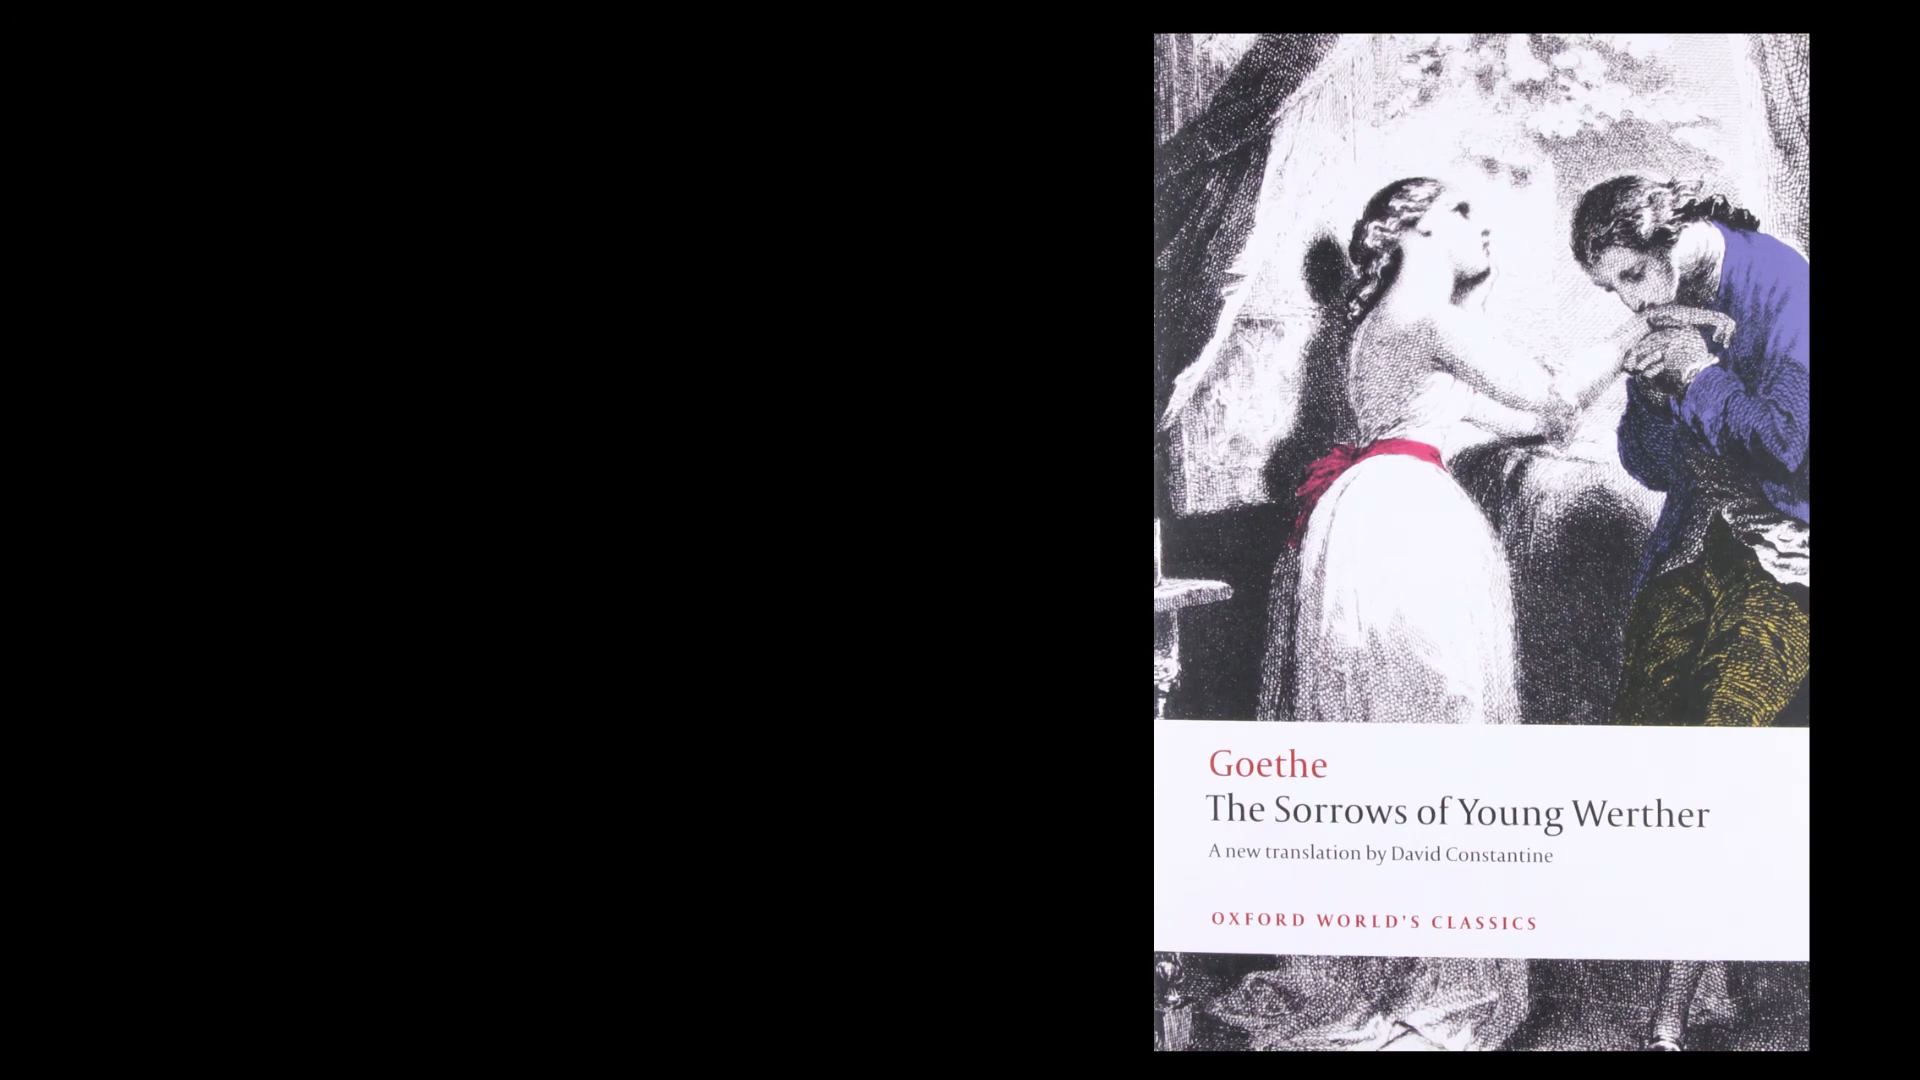 Goethe
The Sorrows of Young Werther
A new translation by David Constantine
OXFORD WORLD'S CLASSICS